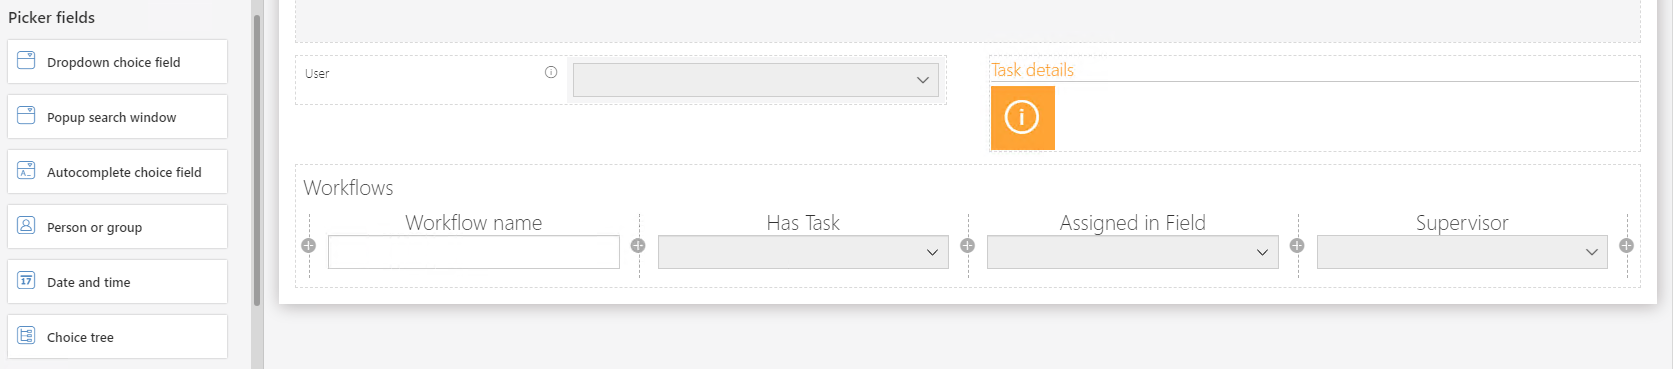 Picker fields
Dropdown choice field
Popup search window
Autocomplete choice field
Person or group
Date and time
Choice tree
User
Task details
Workflows
Workflow name Has Task Assigned in Field Supervisor